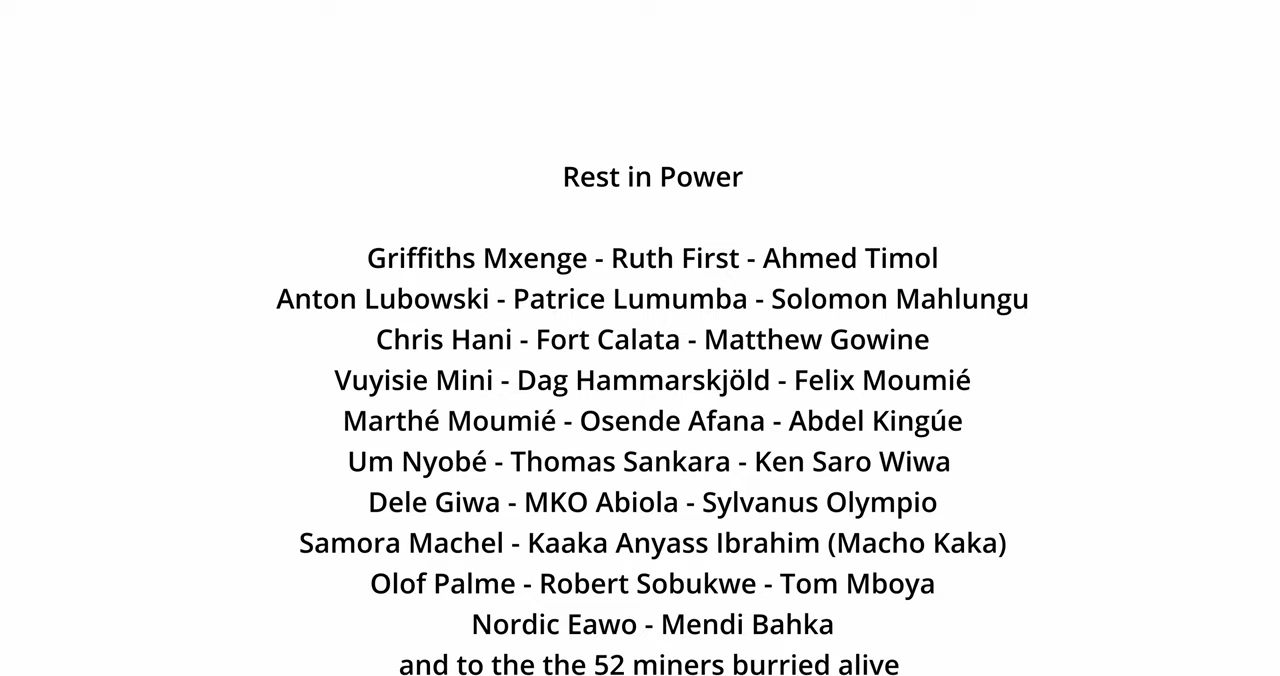 Rest in Power
Griffiths Mxenge - Ruth First - Ahmed Timol
Anton Lubowski - Patrice Lumumba - Solomon Mahlungu
Chris Hani - Fort Calata - Matthew Gowine
Vuyisie Mini - Dag Hammarskjöld - Felix Moumié
Marthé Moumié - Osende Afana - Abdel Kingúe
Um Nyobé - Thomas Sankara - Ken Saro Wiwa
Dele Giwa - MKO Abiola - Sylvanus Olympio
Samora Machel - Kaaka Anyass Ibrahim (Macho Kaka)
Olof Palme - Robert Sobukwe - Tom Mboya
Nordic Eawo - Mendi Bahka
and to the the 52 miners burried alive